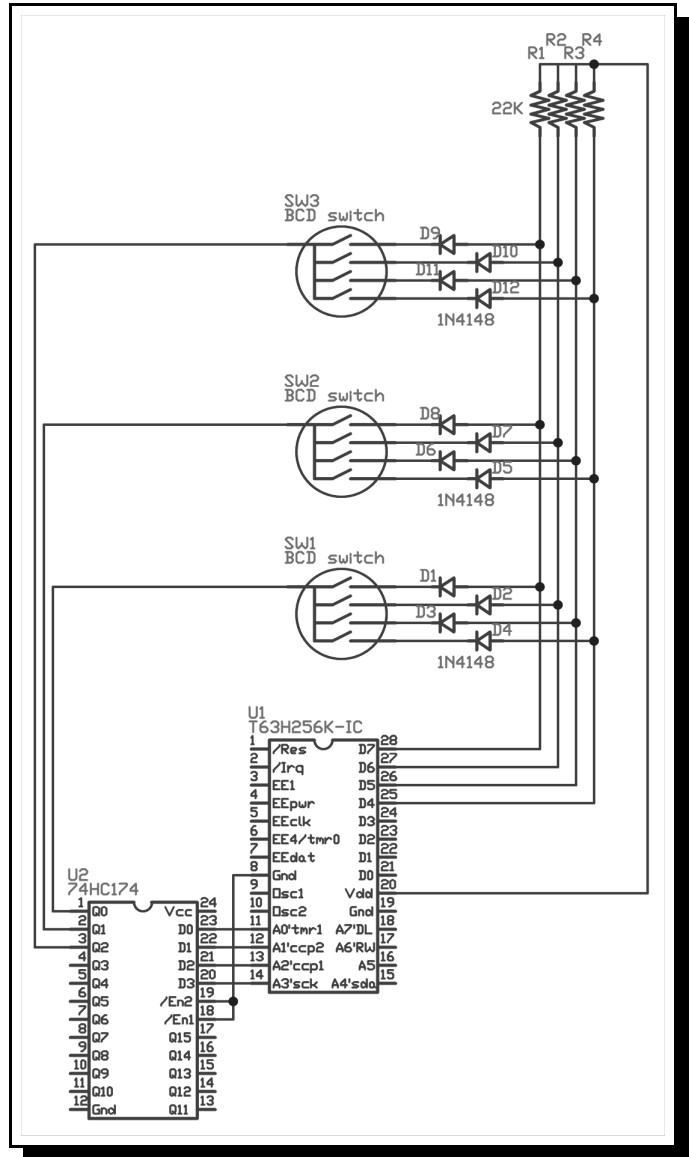 R2 R4
R1 R3
22K
SW3
BCD switch
D9
D10
D11
D12
1N4148
SW2
BCD switch
D8
D7
D6
D5
1N4148
SW1
BCD switch
D1
D2
D3
D4
1N4148
U1
T63H256K-IC
1 /Res D7 28
2 /Irq D6 27
3 EE1 D5 26
4 EEpwr D4 25
5 EEclk D3 24
6 EE4/tmr0 D2 23
7 EEdat D1 22
8 Gnd D0 21
9 Osc1 Vdd 20
10 Osc2 Gnd 19
11 A0'tmr1 A7'DL 18
12 A1'ccp2 A6'RW 17
13 A2'ccp1 A5 16
14 A3'sck A4'sda 15
U2
74HC174
1 Q0 Vcc 24
2 Q1 D0 23
3 Q2 D1 22
4 Q3 D2 21
5 Q4 D3 20
6 Q5 /En2 19
7 Q6 /En1 18
8 Q7 Q15 17
9 Q8 Q14 16
10 Q9 Q13 15
11 Q10 Q12 14
12 Gnd Q11 13